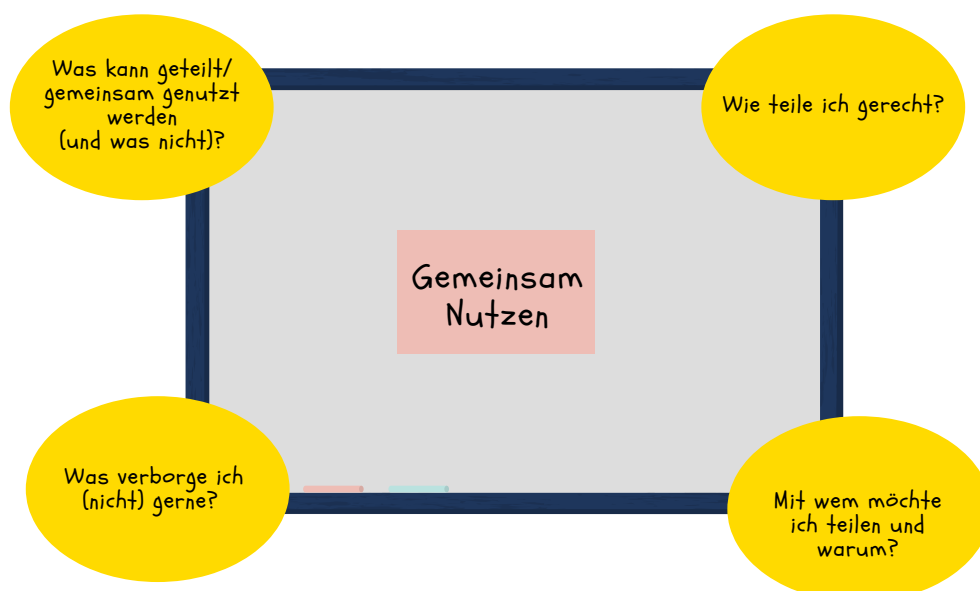 Was kann geteilt/
gemeinsam genutzt
werden
(und was nicht)?
Wie teile ich gerecht?
Gemeinsam
Nutzen
Was verborge ich
(nicht) gerne?
Mit wem möchte
ich teilen und
warum?